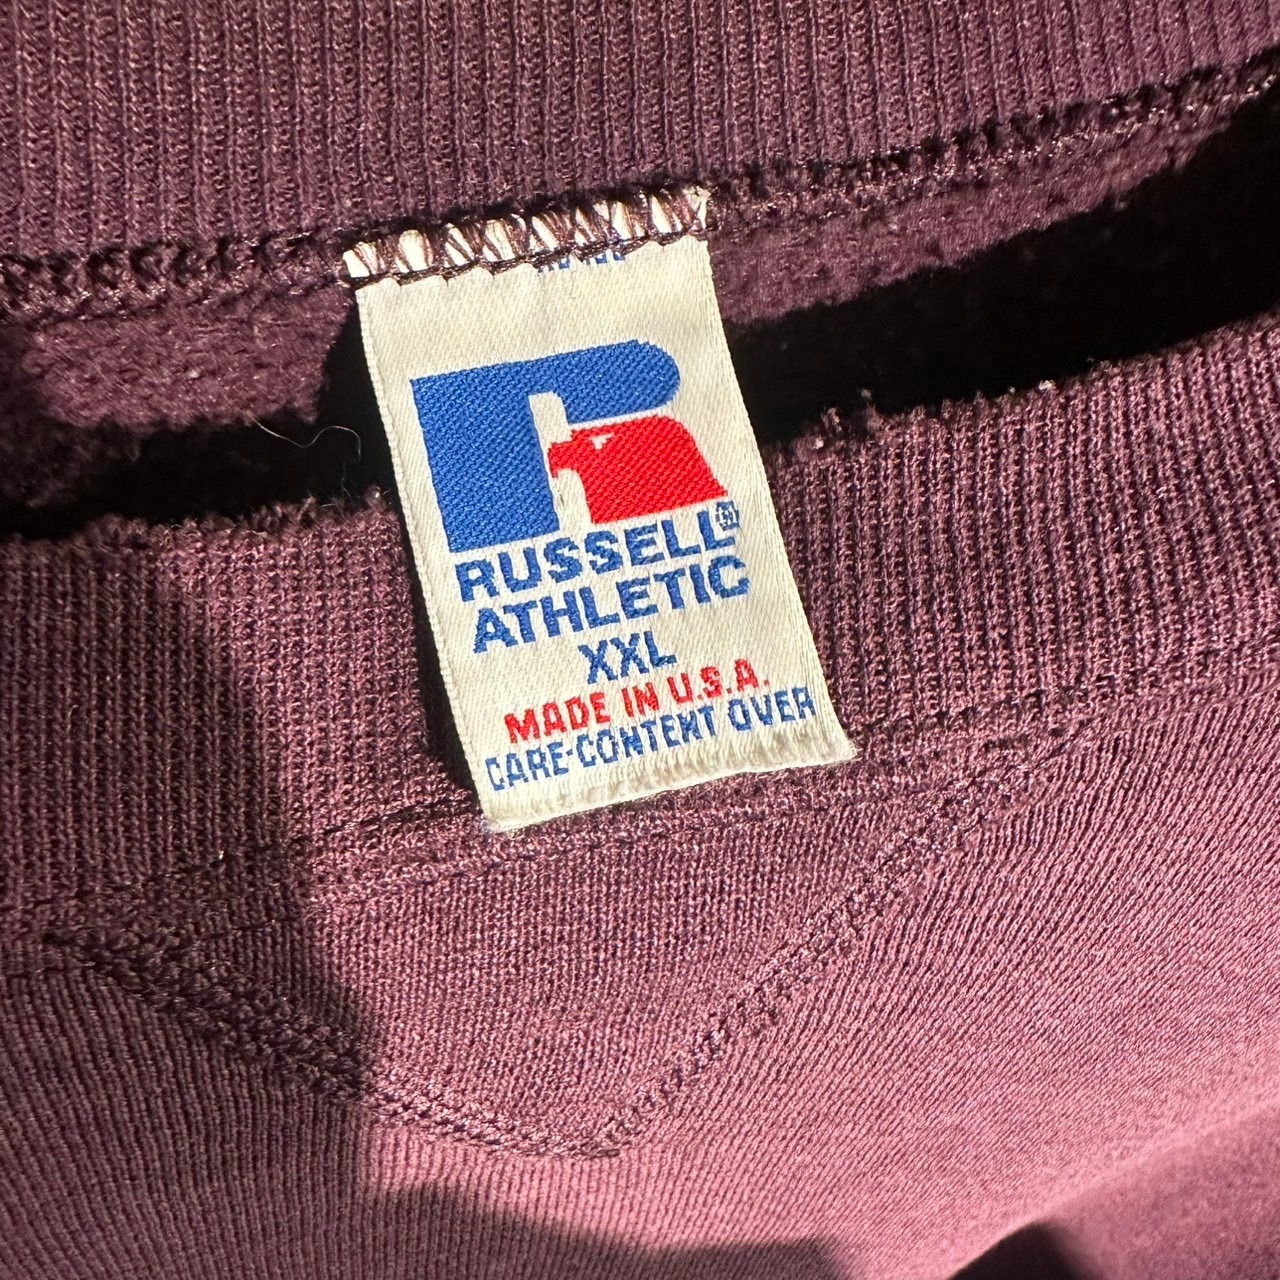 RUSSELL®
ATHLETIC
XXL
MADE IN U.S.A.
CARE-CONTENT OVER